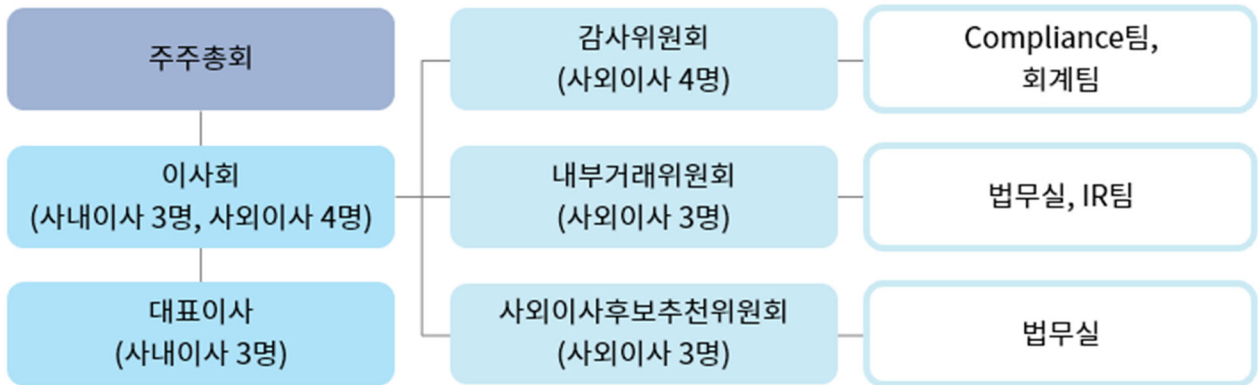 주주총회
이사회
(사내이사 3명, 사외이사 4명)
대표이사
(사내이사 3명)
감사위원회
(사외이사 4명)
내부거래위원회
(사외이사 3명)
사외이사후보추천위원회
(사외이사 3명)
Compliance팀,
회계팀
법무실, IR팀
법무실